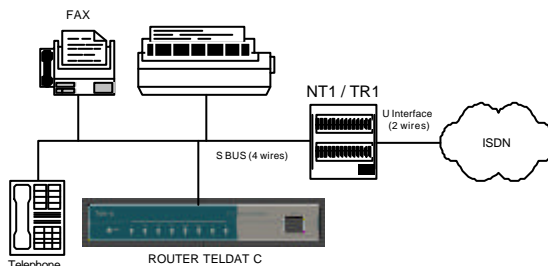 FAX
NT1 / TR1
U Interface
(2 wires)
S BUS (4 wires)
ISDN
Telephone
ROUTER TELDAT C